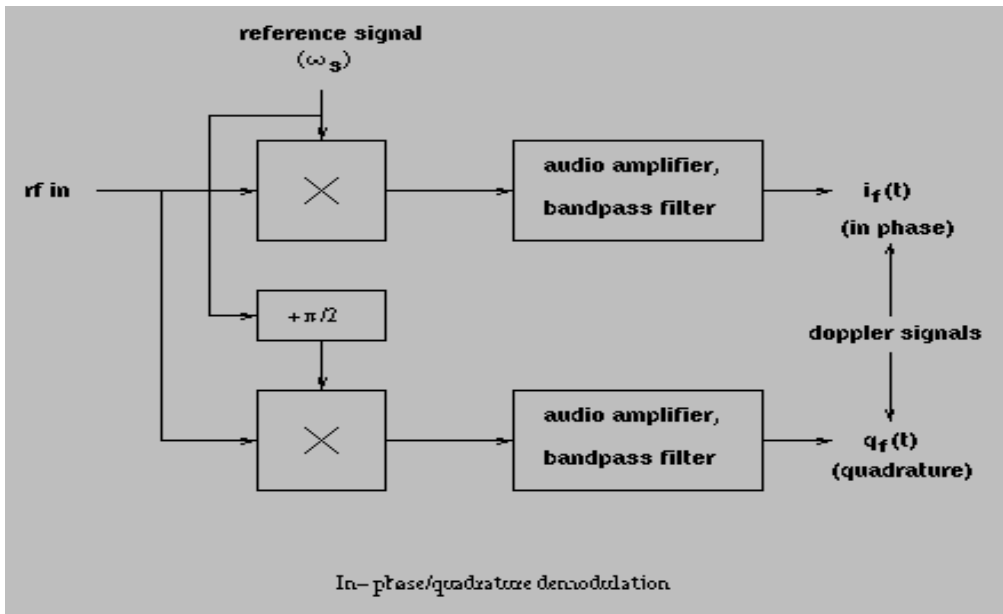 reference signal
(ωs)
rf in
audio amplifier,
bandpass filter
if(t)
(in phase)
+π/2
doppler signals
audio amplifier,
bandpass filter
qf(t)
(quadrature)
In-phase/quadrature demodulation